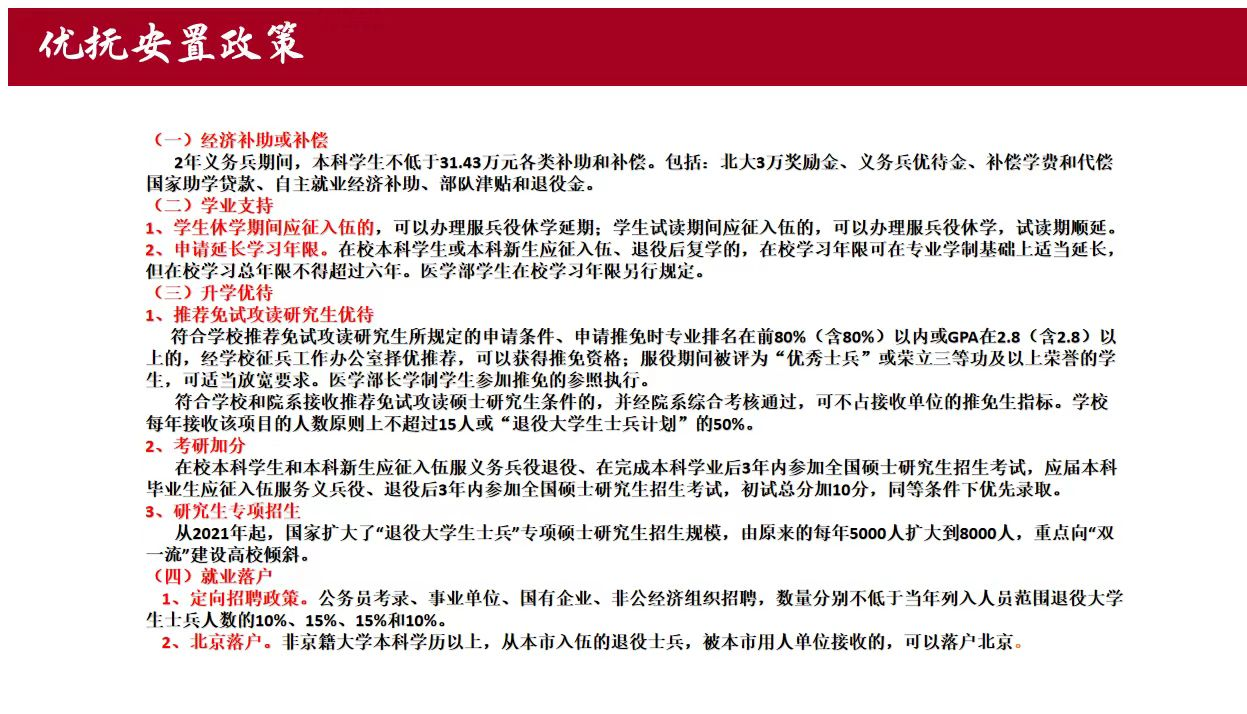 优抚安置政策
（一）经济补助或补偿
2年义务兵期间，本科学生不低于31.43万元各类补助和补偿。包括：北大3万奖励金、义务兵优待金、补偿学费和代偿
国家助学贷款、自主就业经济补助、部队津贴和退役金。
（二）学业支持
1、学生休学期间应征入伍的，可以办理服兵役休学延期；学生试读期间应征入伍的，可以办理服兵役休学，试读期顺延。
2、申请延长学习年限。在校本科学生或本科新生应征入伍、退役后复学的，在校学习年限可在专业学制基础上适当延长，
但在校学习总年限不得超过六年。医学部学生在校学习年限另行规定。
（三）升学优待
1、推荐免试攻读研究生优待
符合学校推荐免试攻读研究生所规定的申请条件、申请推免时专业排名在前80%（含80%）以内或GPA在2.8（含2.8）以
上的，经学校征兵工作办公室择优推荐，可以获得推免资格；服役期间被评为“优秀士兵”或荣立三等功及以上荣誉的学
生，可适当放宽要求。医学部长学制学生参加推免的参照执行。
符合学校和院系接收推荐免试攻读硕士研究生条件的，并经院系综合考核通过，可不占接收单位的推免生指标。学校
每年接收该项目的人数原则上不超过15人或“退役大学生士兵计划”的50%。
2、考研加分
在校本科学生和本科新生应征入伍服义务兵役退役、在完成本科学业后3年内参加全国硕士研究生招生考试，应届本科
毕业生应征入伍服务义兵役、退役后3年内参加全国硕士研究生招生考试，初试总分加10分，同等条件下优先录取。
3、研究生专项招生
从2021年起，国家扩大了“退役大学生士兵”专项硕士研究生招生规模，由原来的每年5000人扩大到8000人，重点向“双
一流”建设高校倾斜。
（四）就业落户
1、定向招聘政策。公务员考录、事业单位、国有企业、非公经济组织招聘，数量分别不低于当年列入人员范围退役大学
生士兵人数的10%、15%、15%和10%。
2、北京落户。非京籍大学本科学历以上，从本市入伍的退役士兵，被本市用人单位接收的，可以落户北京。